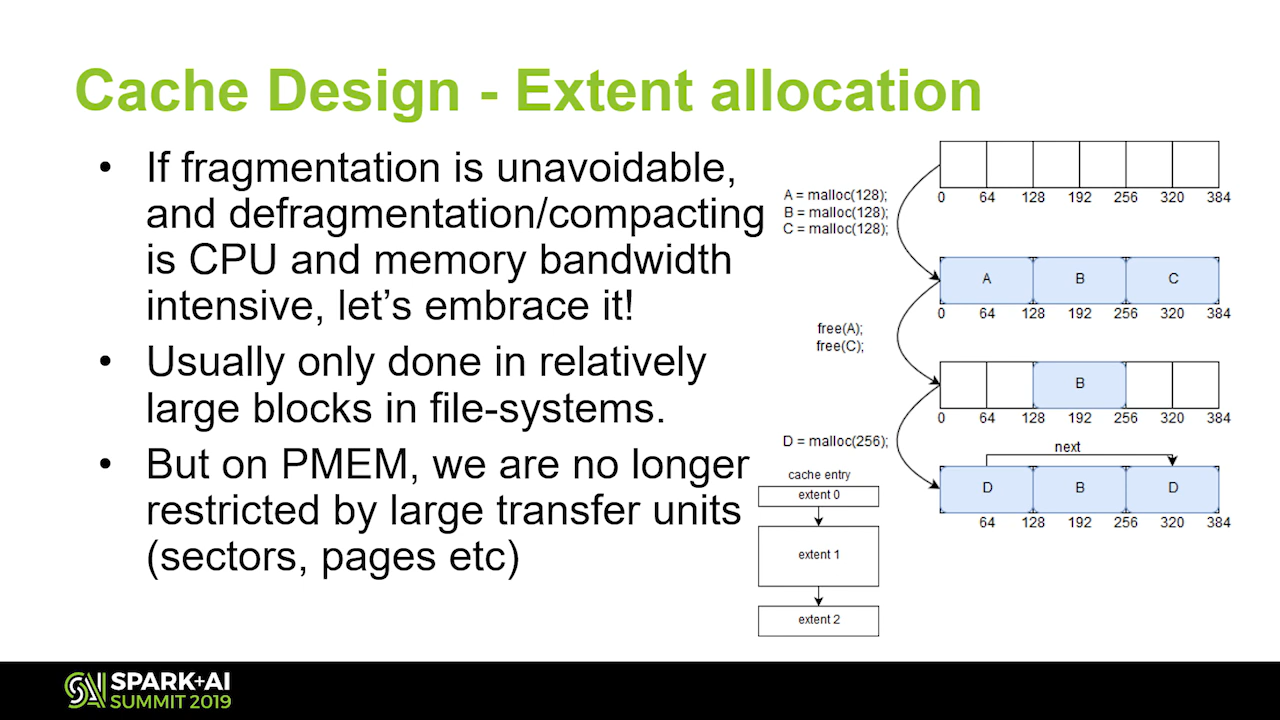 Cache Design - Extent allocation
• If fragmentation is unavoidable,
and defragmentation/compacting
is CPU and memory bandwidth
intensive, let's embrace it!
• Usually only done in relatively
large blocks in file-systems.
• But on PMEM, we are no longer
restricted by large transfer units
(sectors, pages etc)
0 64 128 192 256 320 384
A = malloc(128);
B = malloc(128);
C = malloc(128);
A B C
0 64 128 192 256 320 384
free(A);
free(C);
B
0 64 128 192 256 320 384
D = malloc(256);
next
D B D
64 128 192 256 320 384
cache entry
extent 0
extent 1
extent 2
SPARK+AI
SUMMIT 2019